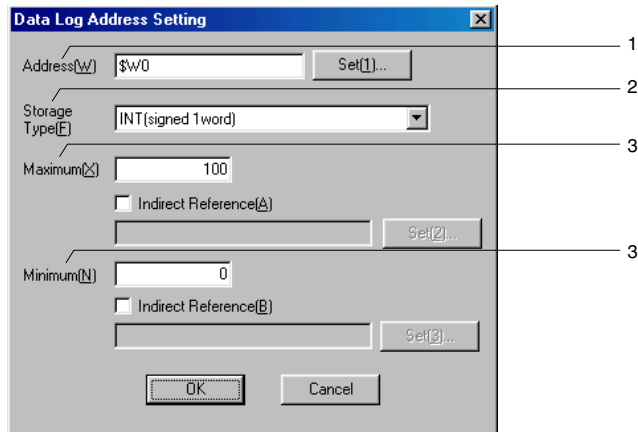 Data Log Address Setting
Address(W) $W0 Set(1)... 1
2
Storage
Type(F) INT(signed 1word)
3
Maximum(X) 100
Indirect Reference(A)
Set(2)...
3
Minimum(N) 0
Indirect Reference(B)
Set(3)...
OK Cancel